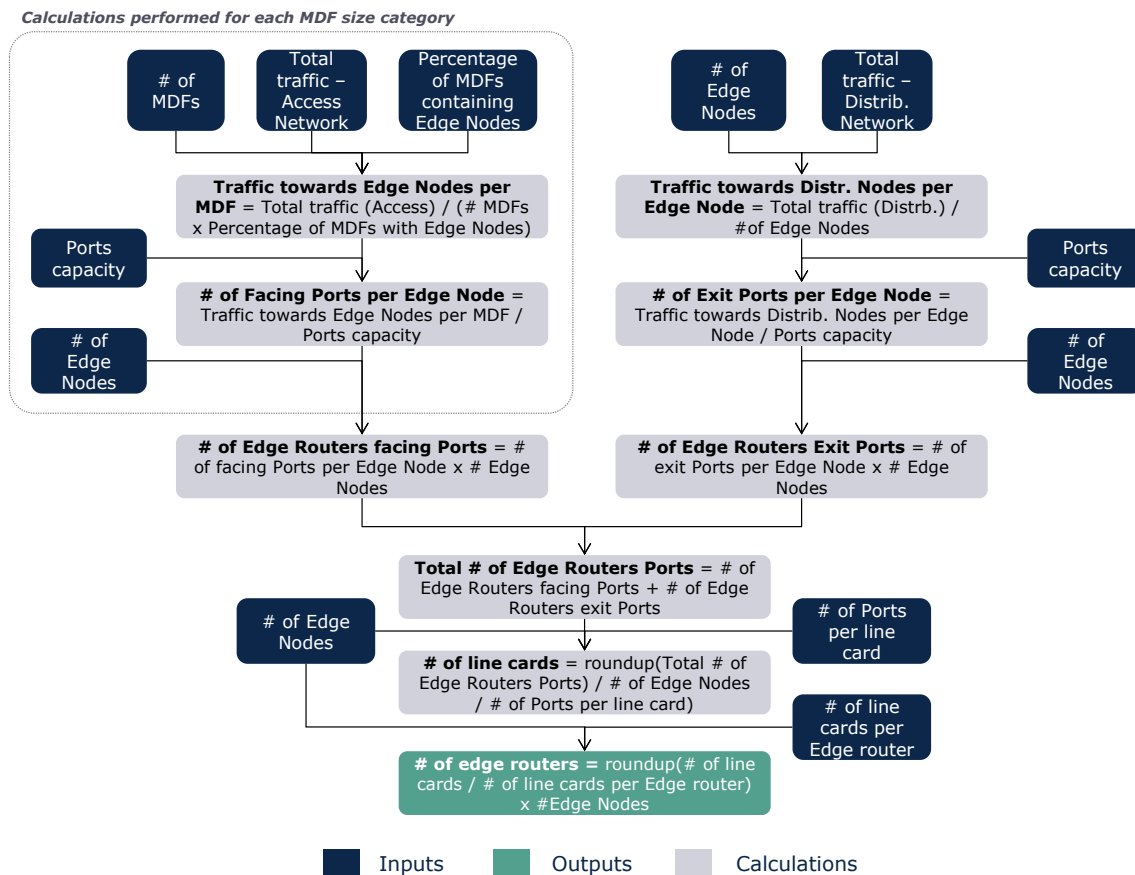 Calculations performed for each MDF size category
# of
MDFs
Total
traffic –
Access
Network
Percentage
of MDFs
containing
Edge Nodes
# of
Edge
Nodes
Total
traffic –
Distrib.
Network
Traffic towards Edge Nodes per
MDF = Total traffic (Access) / (# MDFs
x Percentage of MDFs with Edge Nodes)
Traffic towards Distr. Nodes per
Edge Node = Total traffic (Distrb.) /
#of Edge Nodes
Ports
capacity
Ports
capacity
# of Facing Ports per Edge Node =
Traffic towards Edge Nodes per MDF /
Ports capacity
# of Exit Ports per Edge Node =
Traffic towards Distrib. Nodes per Edge
Node / Ports capacity
# of
Edge
Nodes
# of
Edge
Nodes
# of Edge Routers facing Ports = #
of facing Ports per Edge Node x # Edge
Nodes
# of Edge Routers Exit Ports = # of
exit Ports per Edge Node x # Edge
Nodes
Total # of Edge Routers Ports = # of
Edge Routers facing Ports + # of Edge
Routers exit Ports
# of Edge
Nodes
# of Ports
per line
card
# of line cards = roundup(Total # of
Edge Routers Ports) / # of Edge Nodes
/ # of Ports per line card)
# of line
cards per
Edge router
# of edge routers = roundup(# of line
cards / # of line cards per Edge router)
x #Edge Nodes
Inputs
Outputs
Calculations